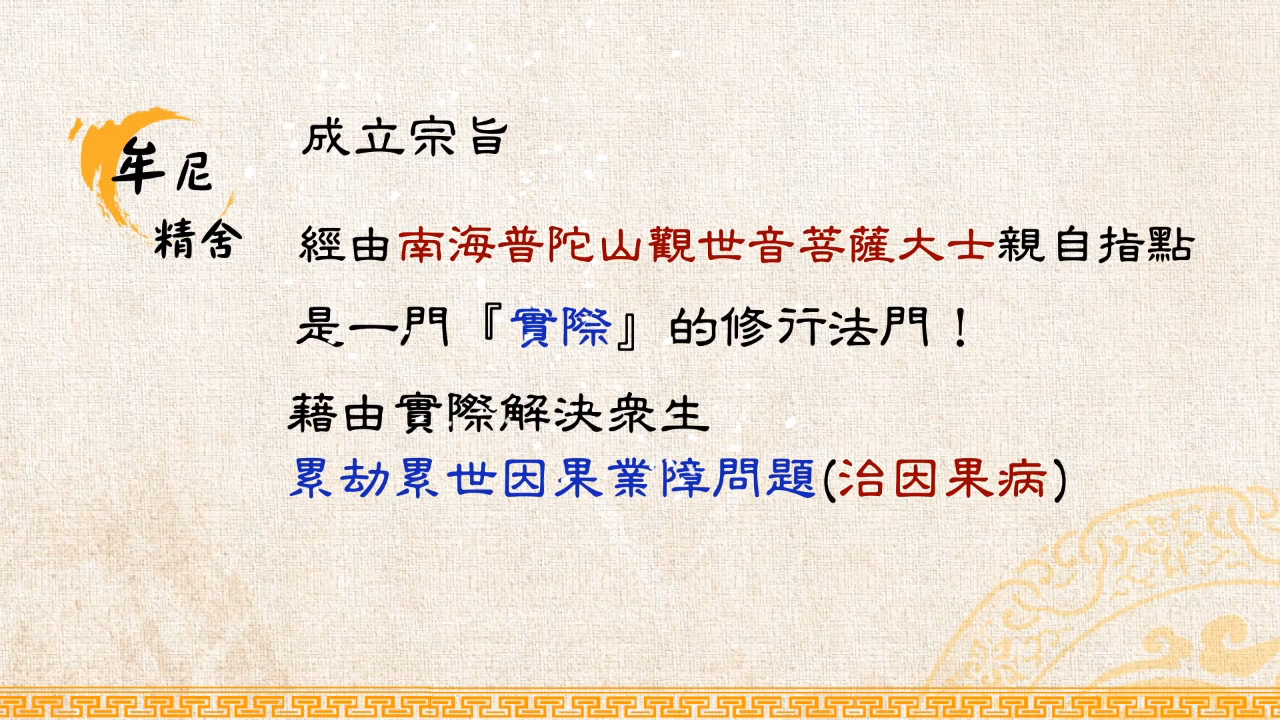 牟尼
精舍
成立宗旨
經由南海普陀山觀世音菩薩大士親自指點
是一門『實際』的修行法門！
藉由實際解決衆生
累劫累世因果業障問題(治因果病)